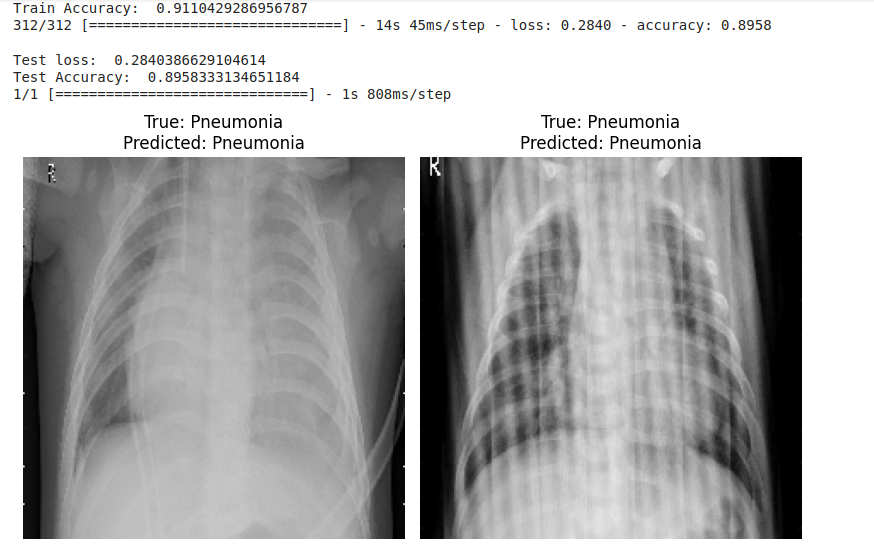 Train Accuracy:  0.9110429286956787
312/312 [==============================] - 14s 45ms/step - loss: 0.2840 - accuracy: 0.8958
Test loss:  0.2840386629104614
Test Accuracy:  0.8958333134651184
1/1 [==============================] - 1s 808ms/step
True: Pneumonia
Predicted: Pneumonia
True: Pneumonia
Predicted: Pneumonia
R
R